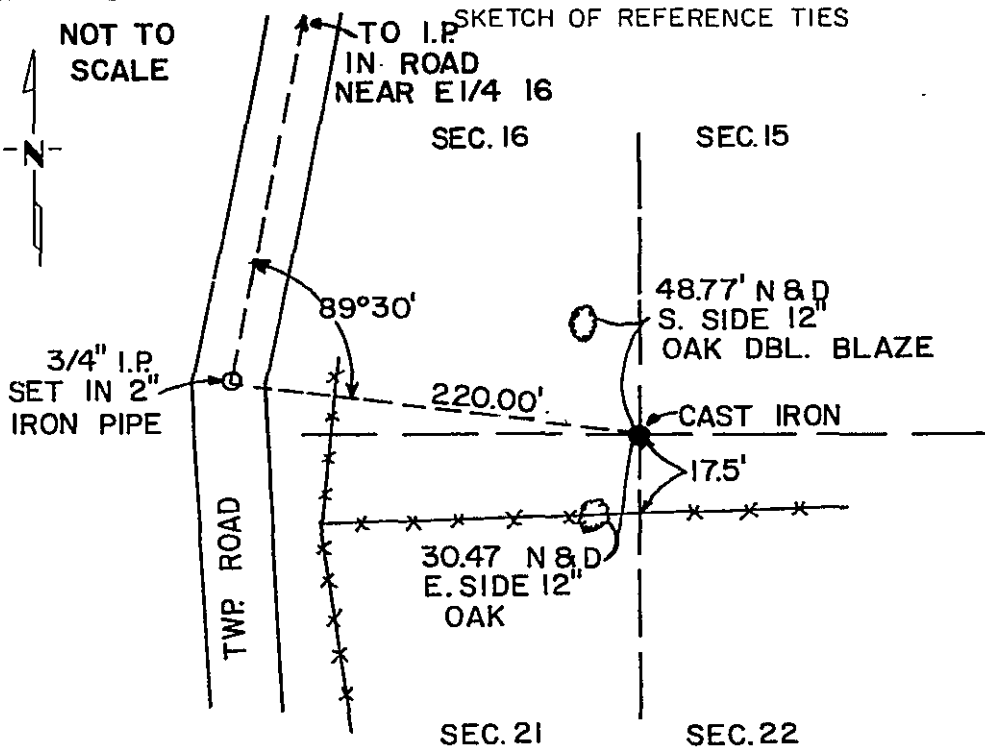 SKETCH OF REFERENCE TIES
NOT TO
SCALE
TO I.P.
IN ROAD
NEAR E1/4 16
N
SEC. 16
SEC. 15
89°30'
48.77' N & D
S. SIDE 12"
OAK DBL. BLAZE
3/4" I.P.
SET IN 2"
IRON PIPE
220.00'
CAST IRON
17.5'
TWP. ROAD
30.47 N & D
E. SIDE 12"
OAK
SEC. 21
SEC. 22